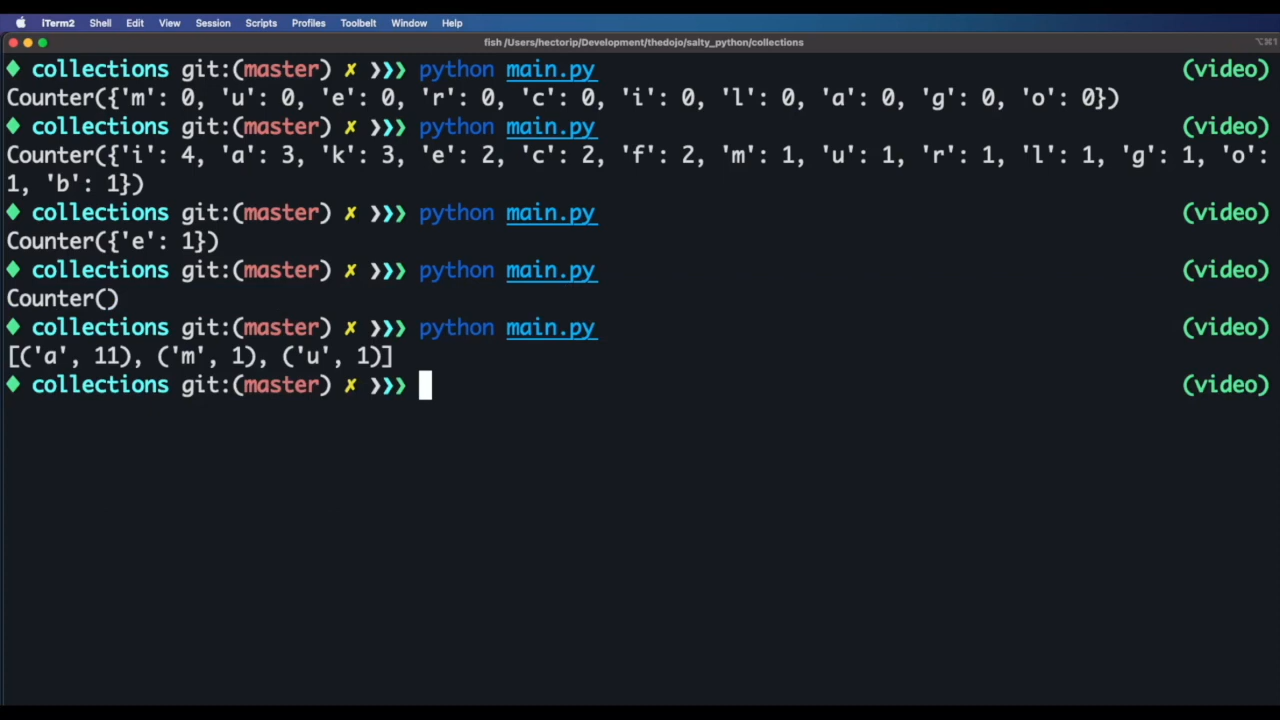 iTerm2 Shell Edit View Session Scripts Profiles Toolbelt Window Help
fish /Users/hectorip/Development/thedojo/salty_python/collections ⌥⌘1
♦ collections git:(master) ✗ ❯❯❯ python main.py (video)
Counter({'m': 0, 'u': 0, 'e': 0, 'r': 0, 'c': 0, 'i': 0, 'l': 0, 'a': 0, 'g': 0, 'o': 0})
♦ collections git:(master) ✗ ❯❯❯ python main.py (video)
Counter({'i': 4, 'a': 3, 'k': 3, 'e': 2, 'c': 2, 'f': 2, 'm': 1, 'u': 1, 'r': 1, 'l': 1, 'g': 1, 'o':
1, 'b': 1})
♦ collections git:(master) ✗ ❯❯❯ python main.py (video)
Counter({'e': 1})
♦ collections git:(master) ✗ ❯❯❯ python main.py (video)
Counter()
♦ collections git:(master) ✗ ❯❯❯ python main.py (video)
[('a', 11), ('m', 1), ('u', 1)]
♦ collections git:(master) ✗ ❯❯❯ (video)